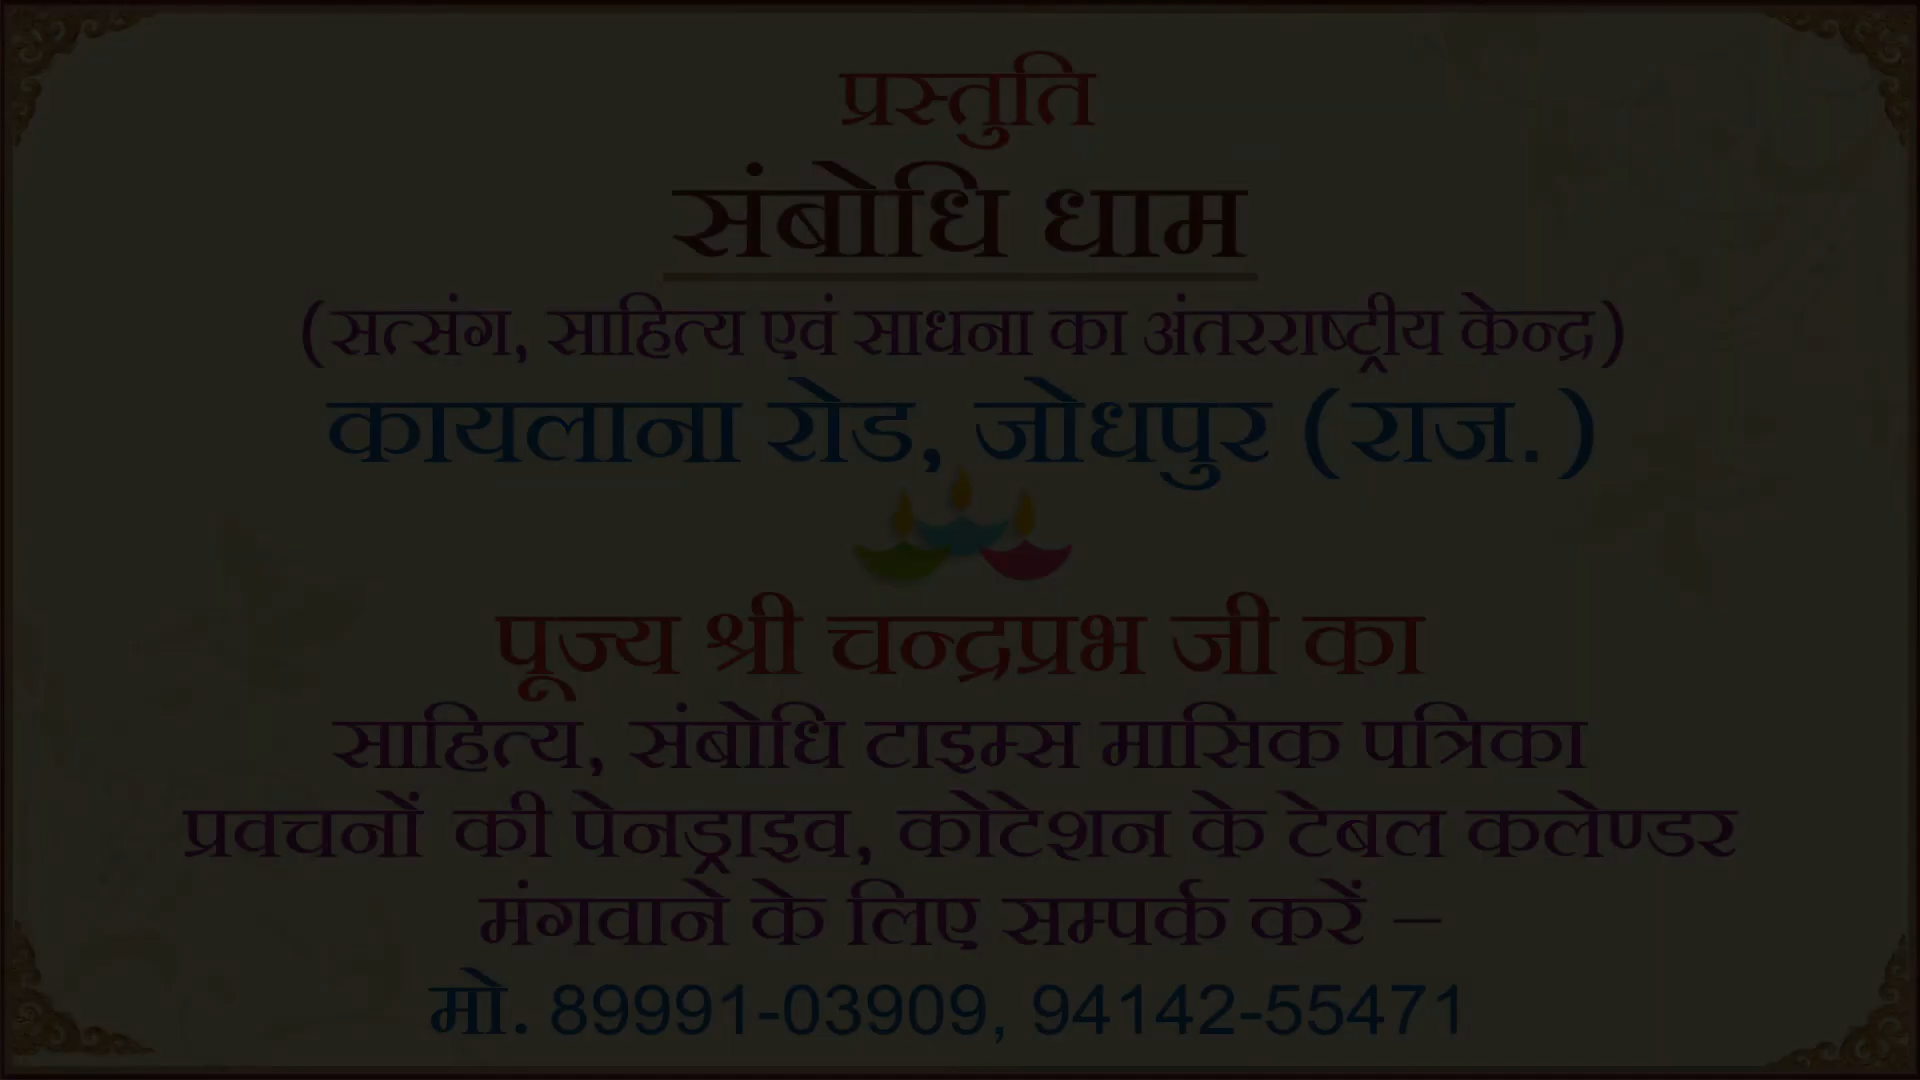 प्रस्तुति
संबोधि धाम
(सत्संग, साहित्य एवं साधना का अंतरराष्ट्रीय केन्द्र)
कायलाना रोड, जोधपुर (राज.)
पूज्य श्री चन्द्रप्रभ जी का
साहित्य, संबोधि टाइम्स मासिक पत्रिका
प्रवचनों की पेनड्राइव, कोटेशन के टेबल कलेण्डर
मंगवाने के लिए सम्पर्क करें –
मो. 89991-03909, 94142-55471